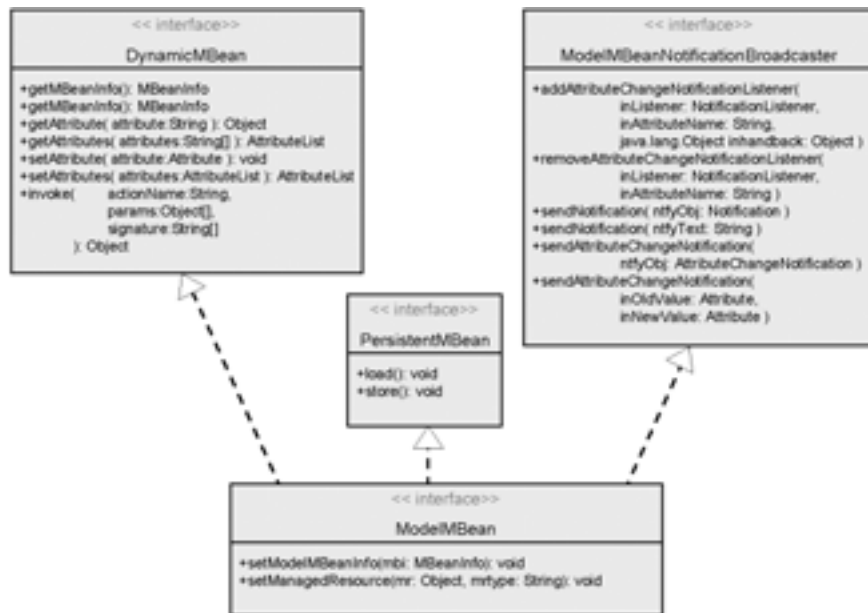 << interface>>
DynamicMBean
+getMBeanInfo(): MBeanInfo
+getMBeanInfo(): MBeanInfo
+getAttribute( attribute:String ): Object
+getAttributes( attributes:String[] ): AttributeList
+setAttribute( attribute:Attribute ): void
+setAttributes( attributes:AttributeList ): AttributeList
+invoke( actionName:String,
params:Object[],
signature:String[]
): Object
<< interface>>
ModelMBeanNotificationBroadcaster
+addAttributeChangeNotificationListener(
inListener: NotificationListener,
inAttributeName: String,
java.lang.Object inhandback: Object )
+removeAttributeChangeNotificationListener(
inListener: NotificationListener,
inAttributeName: String )
+sendNotification( ntfyObj: Notification )
+sendNotification( ntfyText: String )
+sendAttributeChangeNotification(
ntfyObj: AttributeChangeNotification )
+sendAttributeChangeNotification(
inOldValue: Attribute,
inNewValue: Attribute )
<< interface>>
PersistentMBean
+load(): void
+store(): void
<< interface>>
ModelMBean
+setModelMBeanInfo(mbi: MBeanInfo): void
+setManagedResource(mr: Object, mrtype: String): void